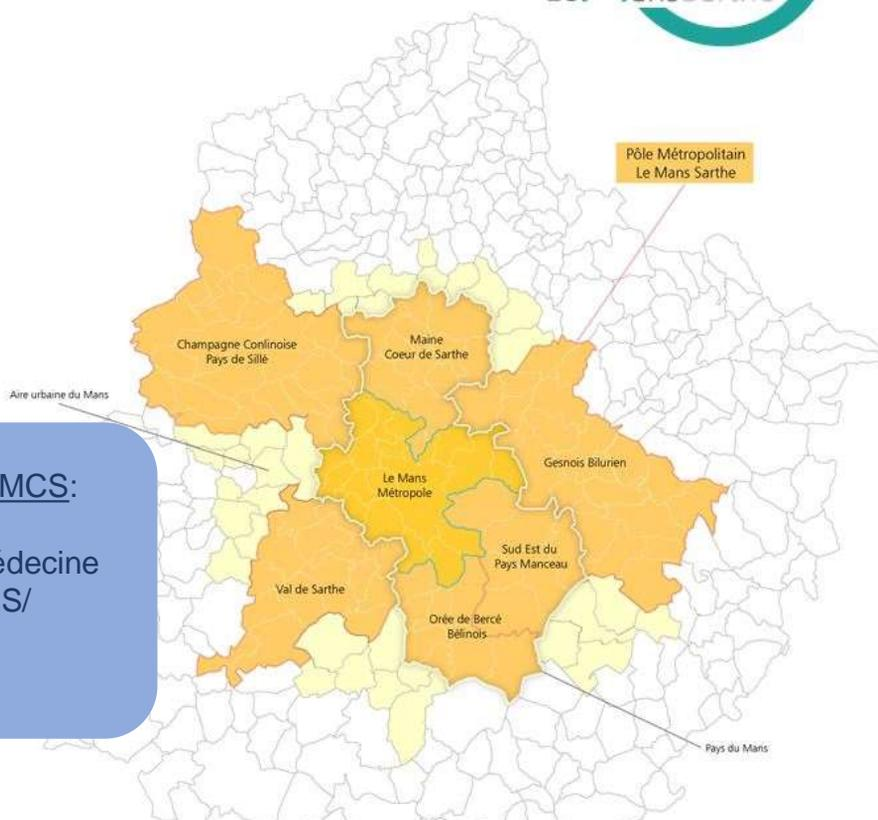 Pôle Métropolitain
Le Mans Sarthe
Champagne Conlinoise
Pays de Sillé
Maine
Coeur de Sarthe
Aire urbaine du Mans
Gesnois Bilurien
Le Mans
Métropole
MCS:
Sud Est du
Pays Manceau
Val de Sarthe
Orée de Bercé
Bélinois
Pays du Mans